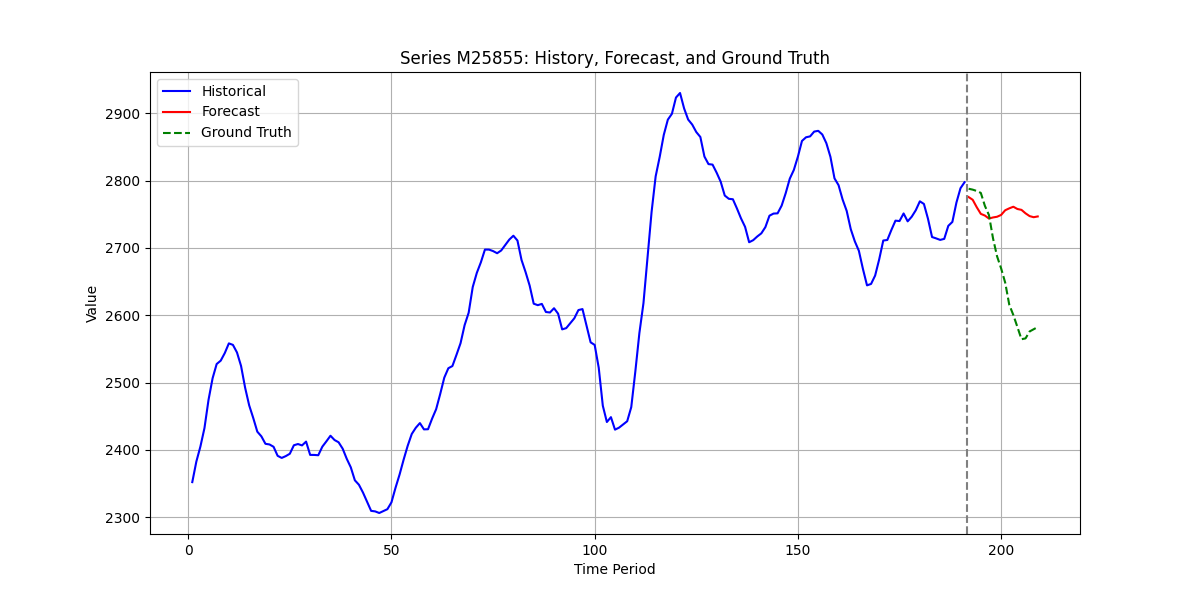 Series M25855: History, Forecast, and Ground Truth
Historical
Forecast
Ground Truth
2900
2800
2700
2600
2500
2400
2300
Value
0 50 100 150 200
Time Period